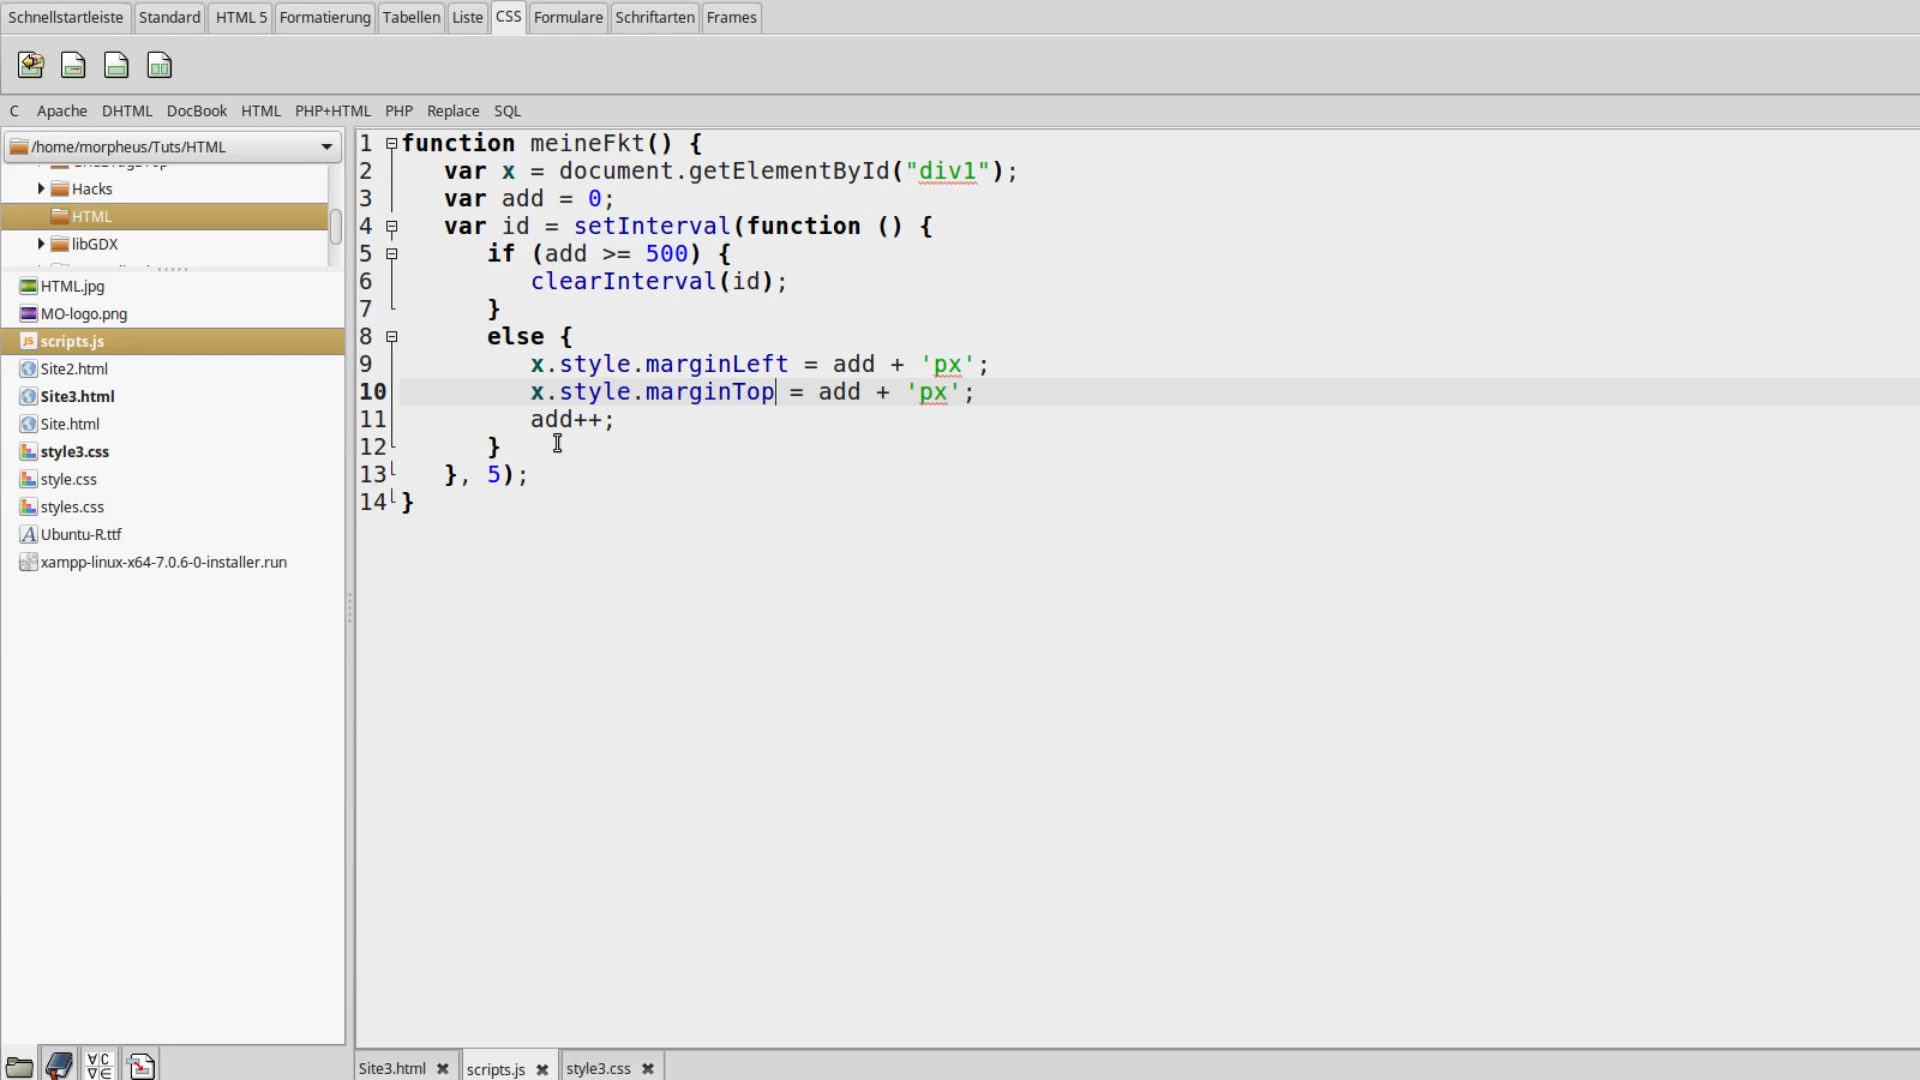 Schnellstartleiste Standard HTML 5 Formatierung Tabellen Liste CSS Formulare Schriftarten Frames
C Apache DHTML DocBook HTML PHP+HTML PHP Replace SQL
/home/morpheus/Tuts/HTML
Hacks
HTML
libGDX
HTML.jpg
MO-logo.png
JS scripts.js
Site2.html
Site3.html
Site.html
style3.css
style.css
styles.css
Ubuntu-R.ttf
xampp-linux-x64-7.0.6-0-installer.run
1 function meineFkt() {
2 var x = document.getElementById("div1");
3 var add = 0;
4 var id = setInterval(function () {
5 if (add >= 500) {
6 clearInterval(id);
7 }
8 else {
9 x.style.marginLeft = add + 'px';
10 x.style.marginTop = add + 'px';
11 add++;
12 }
13 }, 5);
14 }
Site3.html scripts.js style3.css